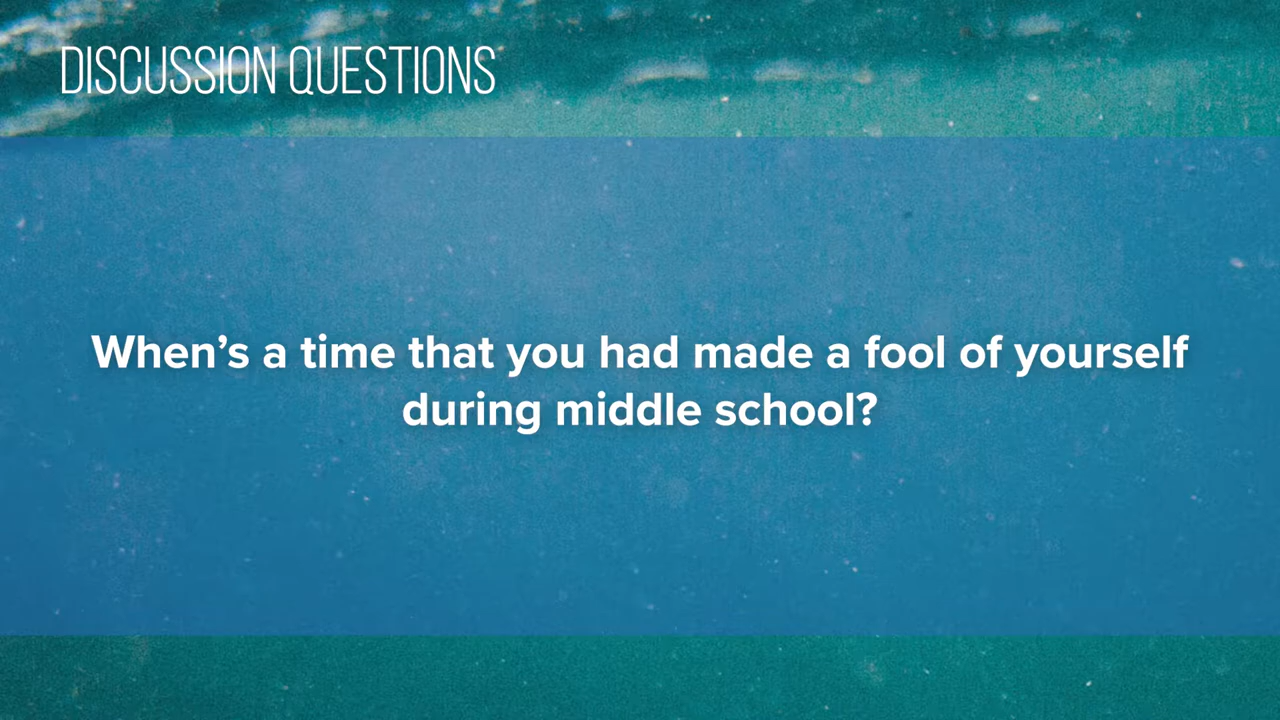 DISCUSSION QUESTIONS
When’s a time that you had made a fool of yourself
during middle school?